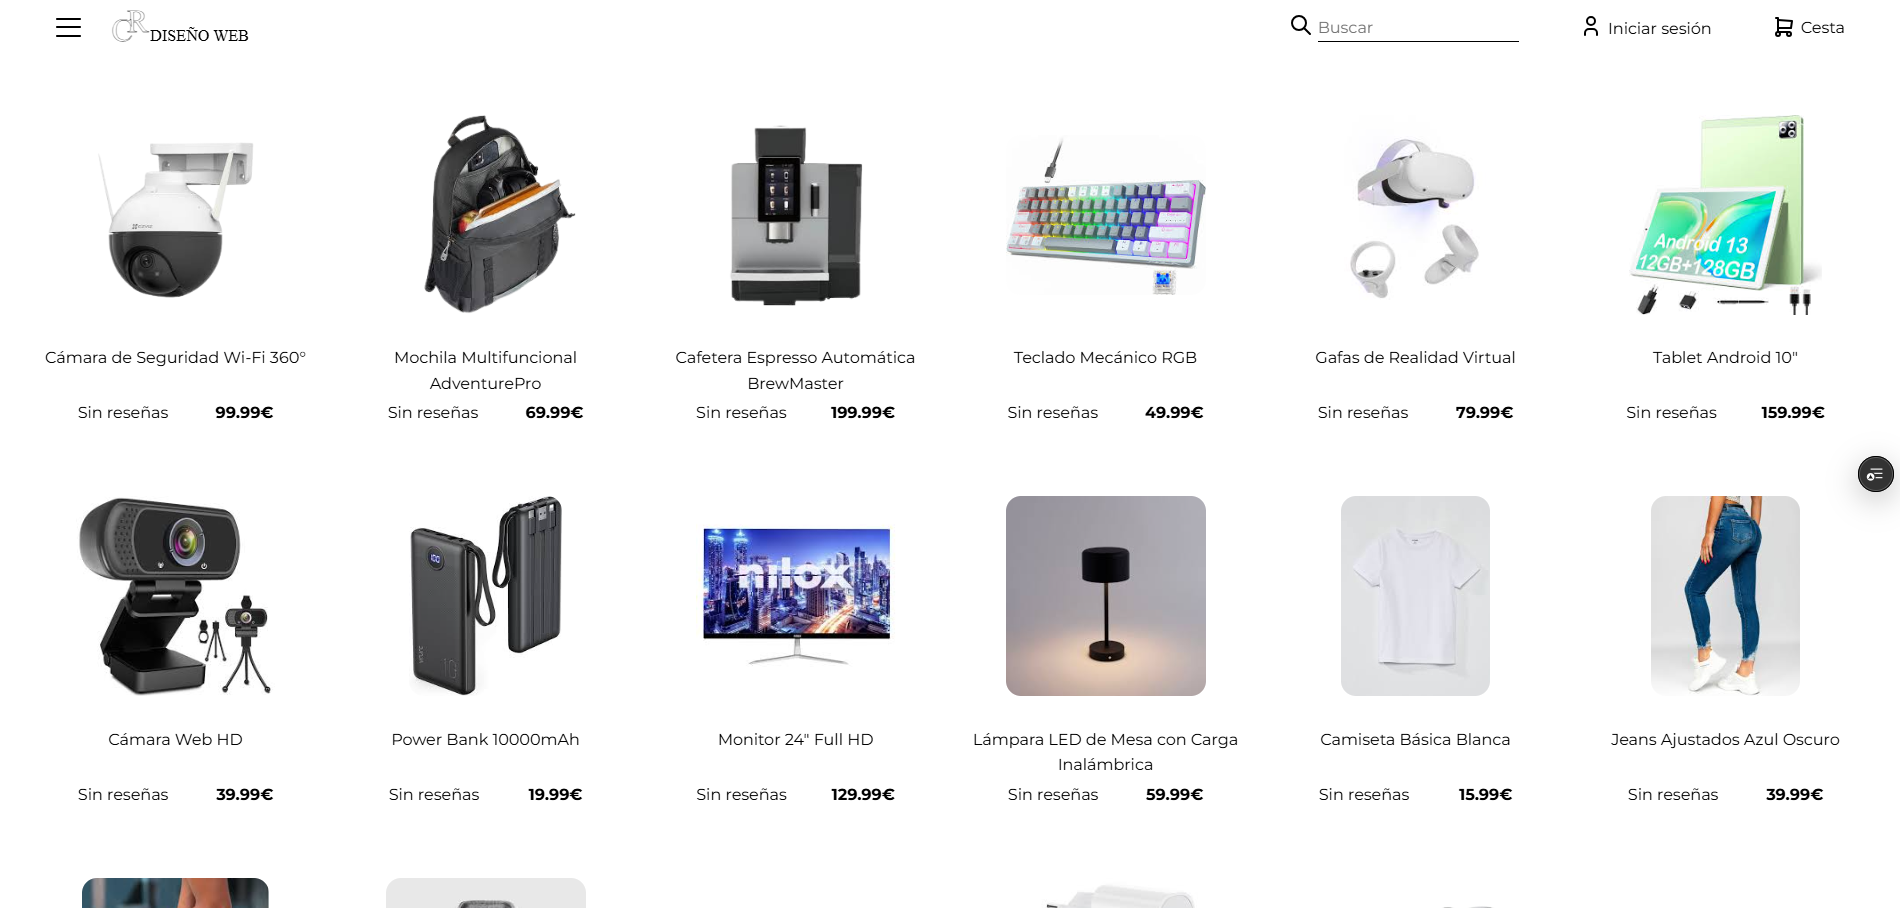 CR DISEÑO WEB
Buscar
Iniciar sesión
Cesta
Android 13
12GB+128GB
Cámara de Seguridad Wi-Fi 360°
Sin reseñas 99.99€
Mochila Multifuncional
AdventurePro
Sin reseñas 69.99€
Cafetera Espresso Automática
BrewMaster
Sin reseñas 199.99€
Teclado Mecánico RGB
Sin reseñas 49.99€
Gafas de Realidad Virtual
Sin reseñas 79.99€
Tablet Android 10"
Sin reseñas 159.99€
nilox
Cámara Web HD
Sin reseñas 39.99€
Power Bank 10000mAh
Sin reseñas 19.99€
Monitor 24" Full HD
Sin reseñas 129.99€
Lámpara LED de Mesa con Carga
Inalámbrica
Sin reseñas 59.99€
Camiseta Básica Blanca
Sin reseñas 15.99€
Jeans Ajustados Azul Oscuro
Sin reseñas 39.99€